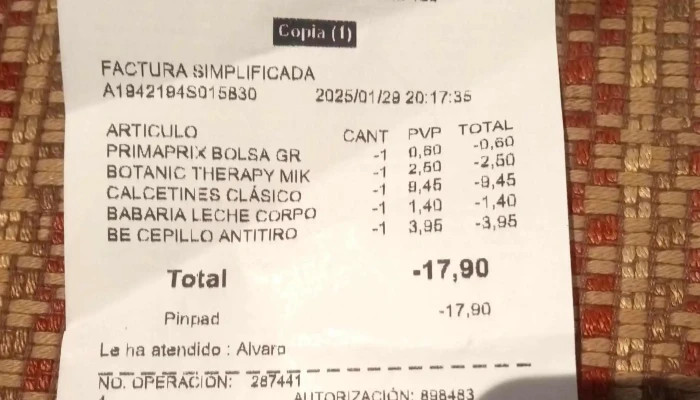 Copia (1)
FACTURA SIMPLIFICADA
A1942194S015830 2025/01/29 20:17:35
ARTICULO CANT PVP TOTAL
PRIMAPRIX BOLSA GR -1 0,60 -0,60
BOTANIC THERAPY MIK -1 2,50 -2,50
CALCETINES CLÁSICO -1 9,45 -9,45
BABARIA LECHE CORPO -1 1,40 -1,40
BE CEPILLO ANTITIRO -1 3,95 -3,95
Total -17,90
Pinpad -17,90
Le ha atendido : Alvaro
NO. OPERACIÓN: 287441
AUTORIZACIÓN: 898483